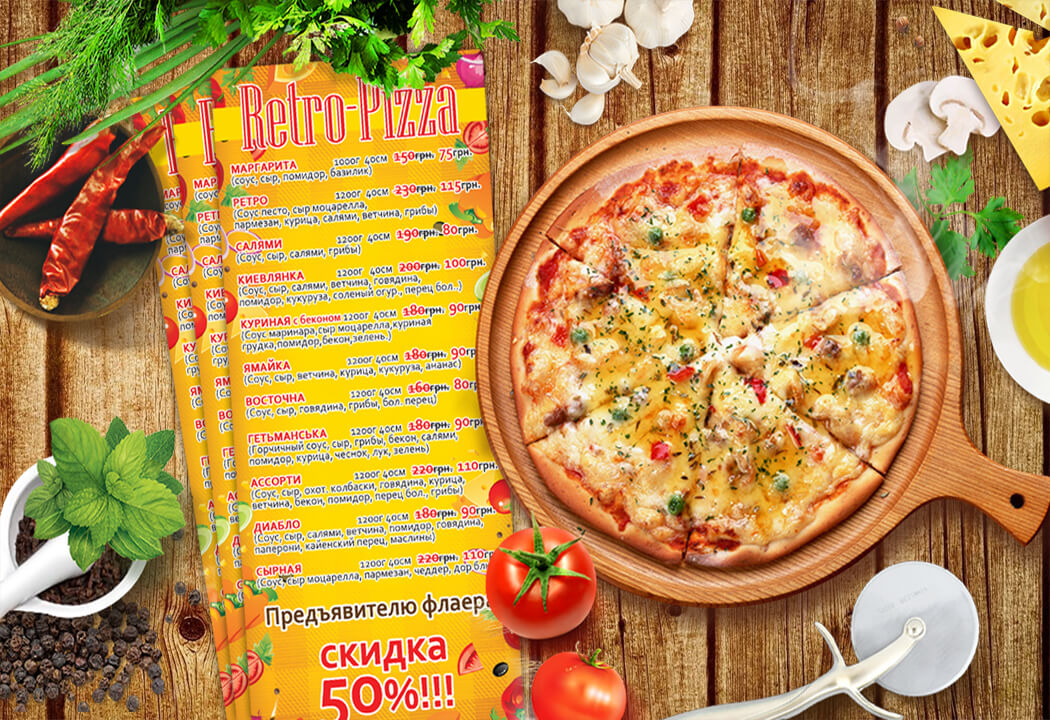 Retro-Pizza
МАРГАРИТА 1000г 40см 150грн. 75грн.
(соус, сыр, помидор, базилик)
РЕТРО 1200г 40см 230грн. 115грн.
(Соус песто, сыр моцарелла,
пармезан, курица, салями, ветчина, грибы)
САЛЯМИ 1200г 40см 190грн. 80грн.
(Соус, сыр, салями, грибы)
КИЕВЛЯНКА 1200г 40см 200грн. 100грн.
(Соус, сыр, салями, ветчина, говядина,
помидор, кукуруза, соленый огур., перец бол..)
КУРИНАЯ с беконом 1200г 40см 180грн. 90грн
(Соус маринара,сыр моцарелла,куриная
грудка,помидор,бекон,зелень.)
ЯМАЙКА 1200г 40см 180грн. 90гр
(Соус, сыр, ветчина, курица, кукуруза, ананас)
ВОСТОЧНА 1200г 40см 160грн. 80гр
(Соус, сыр, говядина, грибы, бол. перец)
ГЕТЬМАНСЬКА 1200г 40см 180грн. 90гр
(Горчичный соус, сыр, грибы, бекон, салями,
помидор, курица, чеснок, лук, зелень)
АССОРТИ 1200г 40см 220грн. 110грн.
(Соус, сыр, охот. колбаски, говядина, курица,
ветчина, бекон, помидор, перец бол., грибы)
ДИАБЛО 1200г 40см 180грн. 90грн.
(Соус, сыр, салями, ветчина, помидор, говядина,
паперони, кайенский перец, маслины)
СЫРНАЯ 1200г 40см 220грн. 110гр
(Соус,сыр моцарелла, пармезан, чеддер, дор блю
Предъявителю флаера
скидка
50%!!!